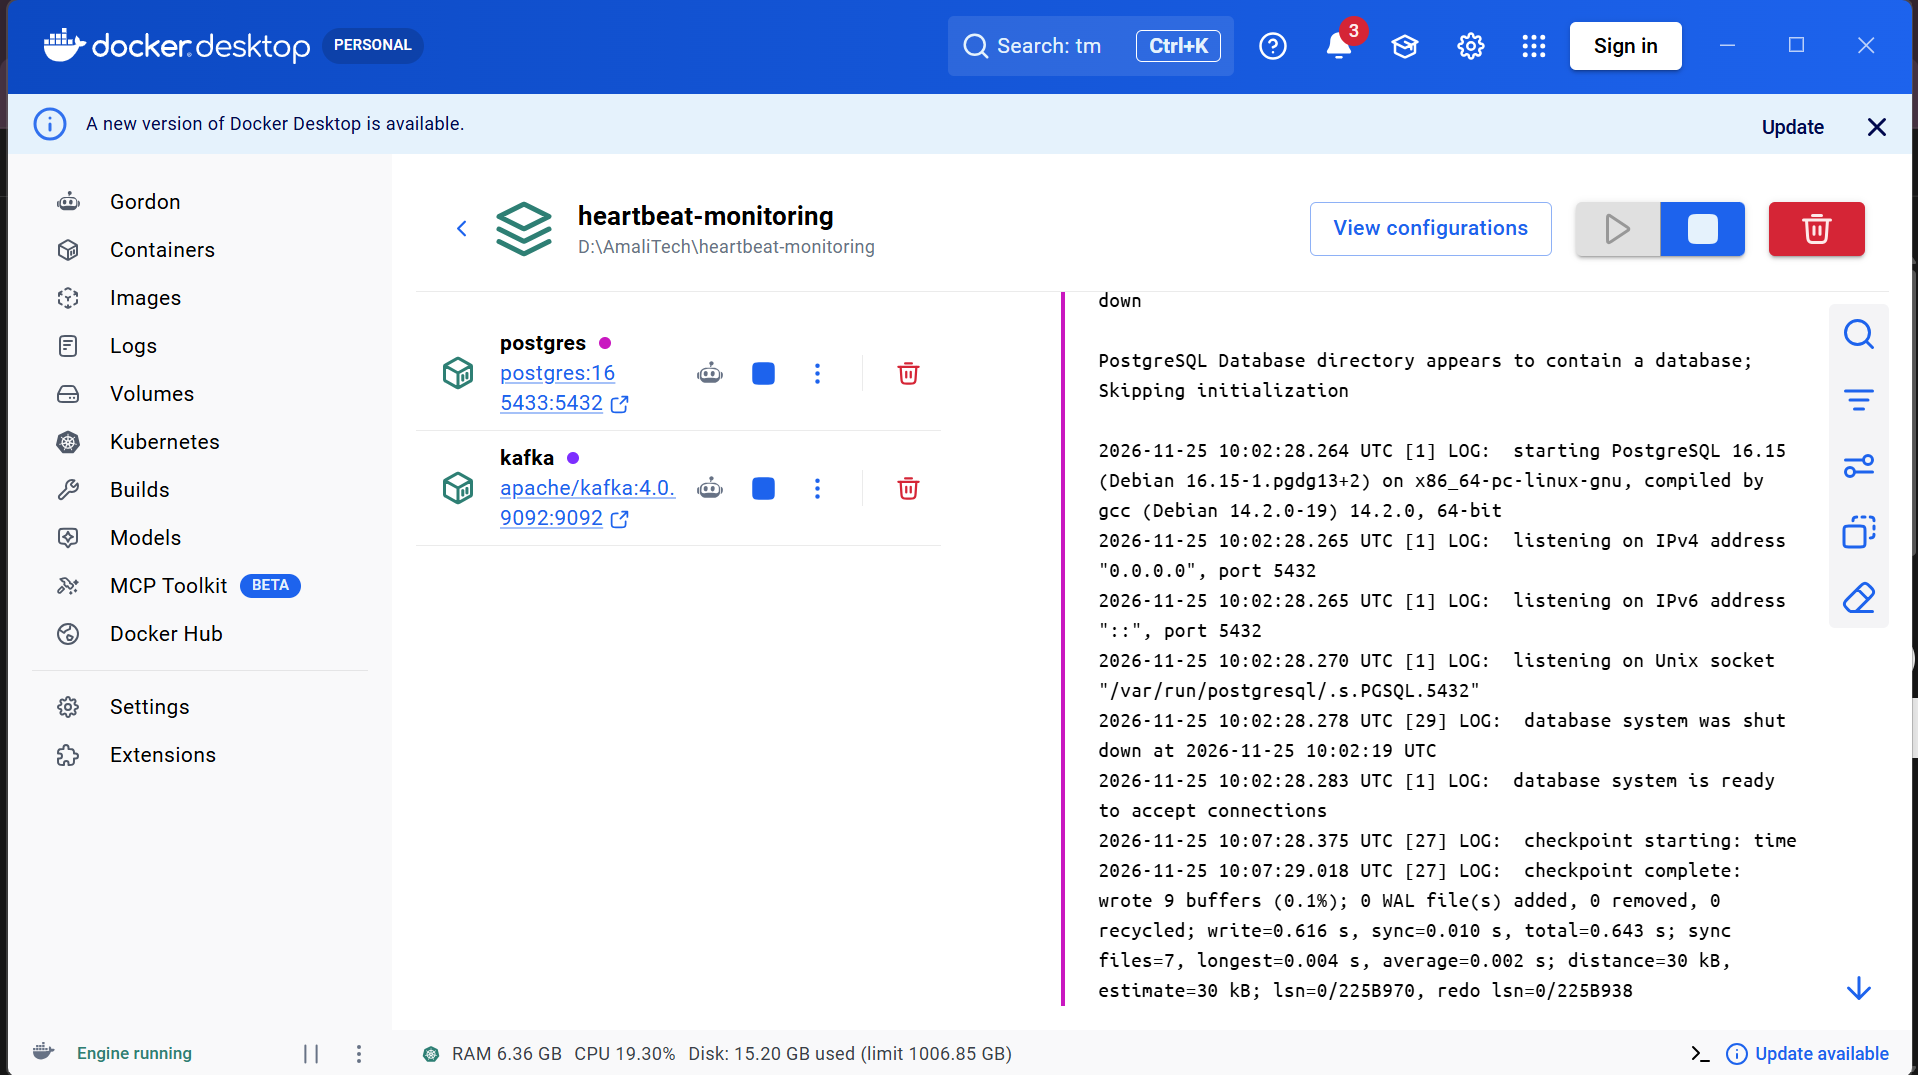 docker.desktop
PERSONAL
Search: tm
Ctrl+K
3
Sign in
A new version of Docker Desktop is available.
Update
Gordon
Containers
Images
Logs
Volumes
Kubernetes
Builds
Models
MCP Toolkit BETA
Docker Hub
Settings
Extensions
heartbeat-monitoring
D:\AmaliTech\heartbeat-monitoring
View configurations
postgres
postgres:16
5433:5432
kafka
apache/kafka:4.0.
9092:9092
down
PostgreSQL Database directory appears to contain a database;
Skipping initialization
2026-11-25 10:02:28.264 UTC [1] LOG:  starting PostgreSQL 16.15
(Debian 16.15-1.pgdg13+2) on x86_64-pc-linux-gnu, compiled by
gcc (Debian 14.2.0-19) 14.2.0, 64-bit
2026-11-25 10:02:28.265 UTC [1] LOG:  listening on IPv4 address
"0.0.0.0", port 5432
2026-11-25 10:02:28.265 UTC [1] LOG:  listening on IPv6 address
"::", port 5432
2026-11-25 10:02:28.270 UTC [1] LOG:  listening on Unix socket
"/var/run/postgresql/.s.PGSQL.5432"
2026-11-25 10:02:28.278 UTC [29] LOG:  database system was shut
down at 2026-11-25 10:02:19 UTC
2026-11-25 10:02:28.283 UTC [1] LOG:  database system is ready
to accept connections
2026-11-25 10:07:28.375 UTC [27] LOG:  checkpoint starting: time
2026-11-25 10:07:29.018 UTC [27] LOG:  checkpoint complete:
wrote 9 buffers (0.1%); 0 WAL file(s) added, 0 removed, 0
recycled; write=0.616 s, sync=0.010 s, total=0.643 s; sync
files=7, longest=0.004 s, average=0.002 s; distance=30 kB,
estimate=30 kB; lsn=0/225B970, redo lsn=0/225B938
Engine running
RAM 6.36 GB CPU 19.30% Disk: 15.20 GB used (limit 1006.85 GB)
Update available